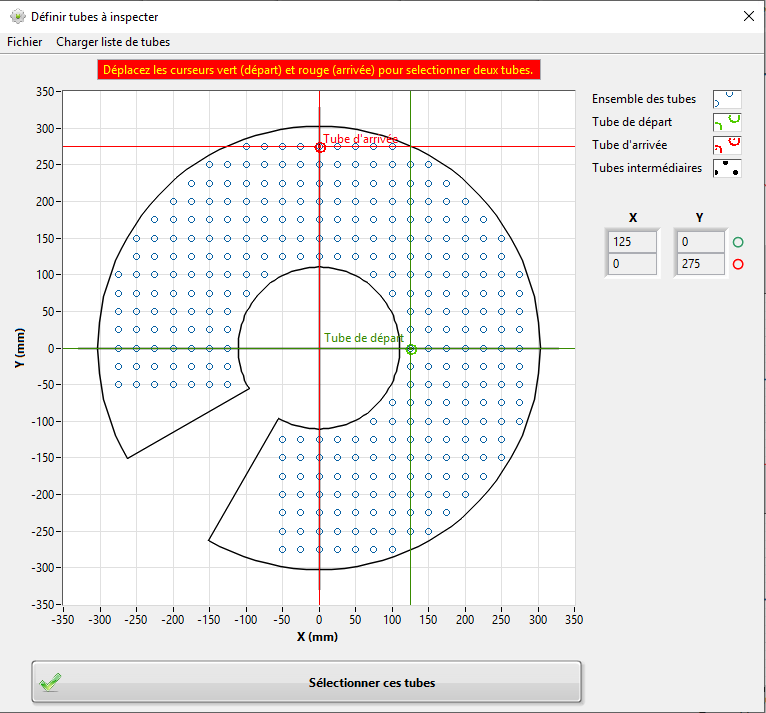 Définir tubes à inspecter
Fichier Charger liste de tubes
Déplacez les curseurs vert (départ) et rouge (arrivée) pour selectionner deux tubes.
Ensemble des tubes
Tube de départ
Tube d'arrivée
Tubes intermédiaires
X Y
125 0
0 275
Y (mm)
350
300
250
200
150
100
50
0
-50
-100
-150
-200
-250
-300
-350
Tube d'arrivée
Tube de départ
-350 -300 -250 -200 -150 -100 -50 0 50 100 150 200 250 300 350
X (mm)
Sélectionner ces tubes